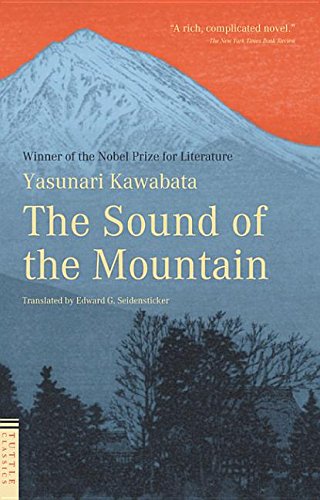 “A rich, complicated novel.”
—The New York Times Book Review
Winner of the Nobel Prize for Literature
Yasunari Kawabata
The Sound of
the Mountain
Translated by Edward G. Seidensticker
TUTTLE
CLASSICS